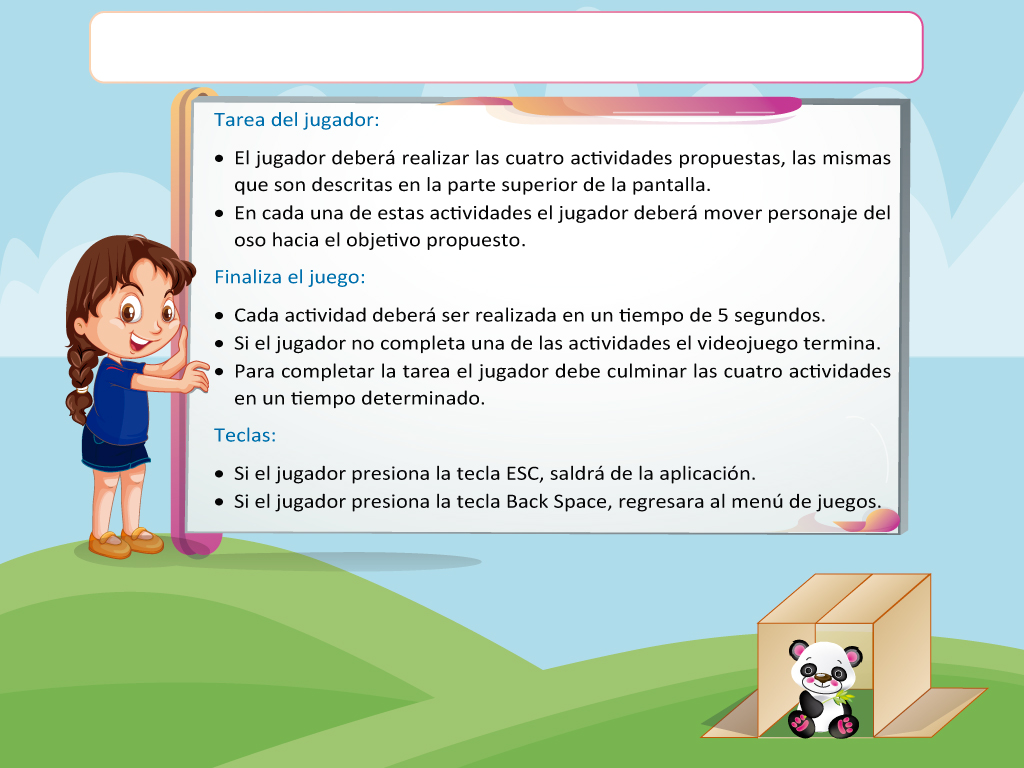 Tarea del jugador:
• El jugador deberá realizar las cuatro actividades propuestas, las mismas
que son descritas en la parte superior de la pantalla.
• En cada una de estas actividades el jugador deberá mover personaje del
oso hacia el objetivo propuesto.
Finaliza el juego:
• Cada actividad deberá ser realizada en un tiempo de 5 segundos.
• Si el jugador no completa una de las actividades el videojuego termina.
• Para completar la tarea el jugador debe culminar las cuatro actividades
en un tiempo determinado.
Teclas:
• Si el jugador presiona la tecla ESC, saldrá de la aplicación.
• Si el jugador presiona la tecla Back Space, regresara al menú de juegos.